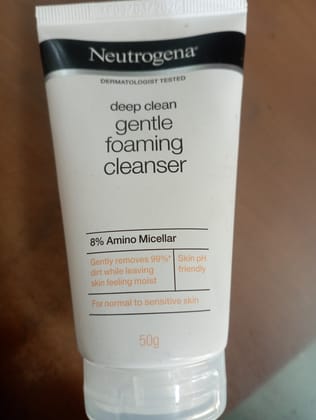 Neutrogena®
DERMATOLOGIST TESTED
deep clean
gentle
foaming
cleanser
8% Amino Micellar
Gently removes 99%*
dirt while leaving
skin feeling moist
Skin pH
friendly
For normal to sensitive skin
50g